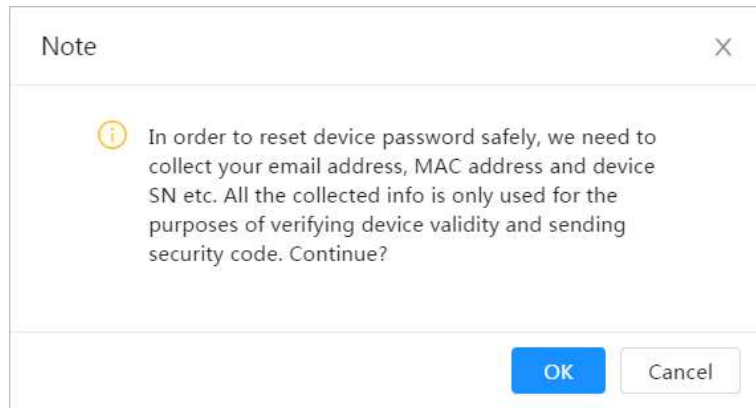 Note
In order to reset device password safely, we need to
collect your email address, MAC address and device
SN etc. All the collected info is only used for the
purposes of verifying device validity and sending
security code. Continue?
OK
Cancel